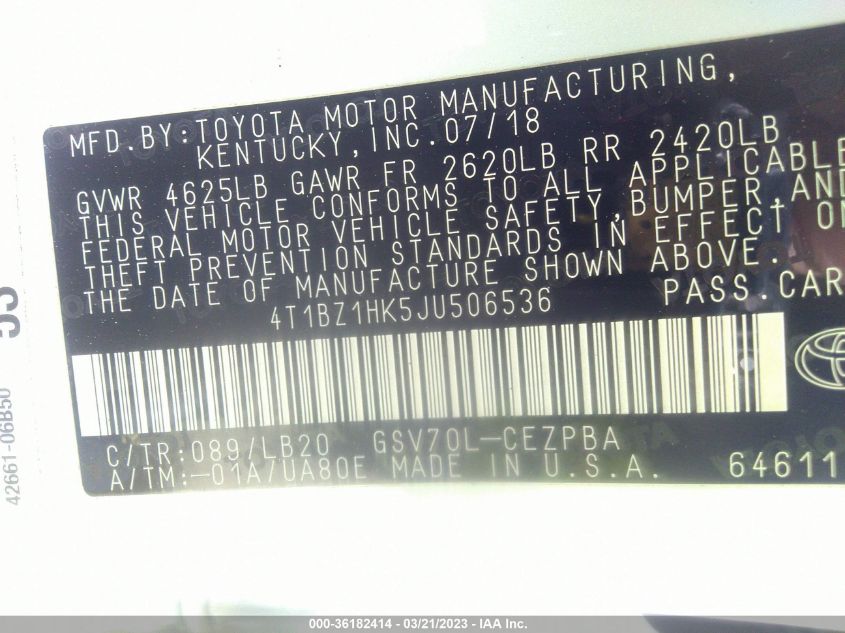 MFD.BY:TOYOTA MOTOR MANUFACTURING,
KENTUCKY,INC.07/18
GVWR 4625LB GAWR FR 2620LB RR 2420LB
THIS VEHICLE CONFORMS TO ALL APPLICABLE
FEDERAL MOTOR VEHICLE SAFETY,BUMPER,AND
THEFT PREVENTION STANDARDS IN EFFECT ON
THE DATE OF MANUFACTURE SHOWN ABOVE.
4T1BZ1HK5JU506536 PASS.CAR
C/TR:089/LB20 GSV70L-CEZPBA
A/TM:-01A/UA80E MADE IN U.S.A. 64611
42661-06B50
000-36182414 - 03/21/2023 - IAA Inc.